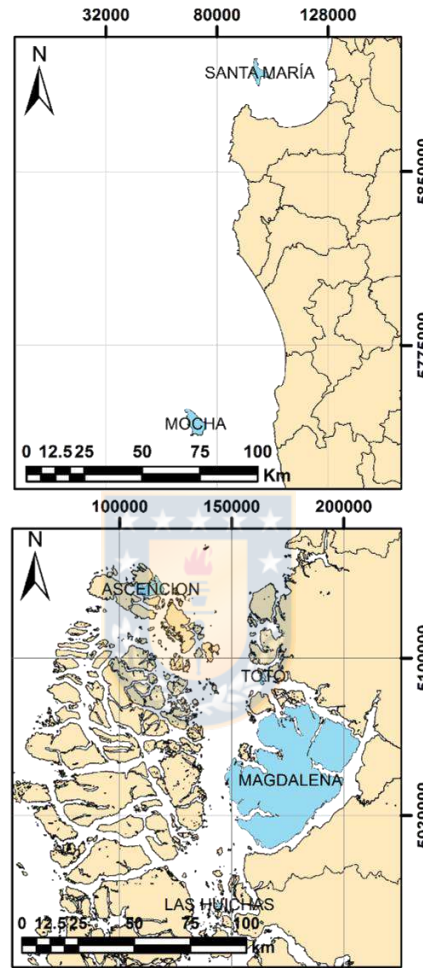 32000 80000 128000
N
SANTA MARÍA
5850000
5775000
MOCHA
0 12.5 25 50 75 100
Km
100000 150000 200000
N
ASCENCION
5100000
TOTO
MAGDALENA
5030000
LAS HUICHAS
0 12.5 25 50 75 100
km